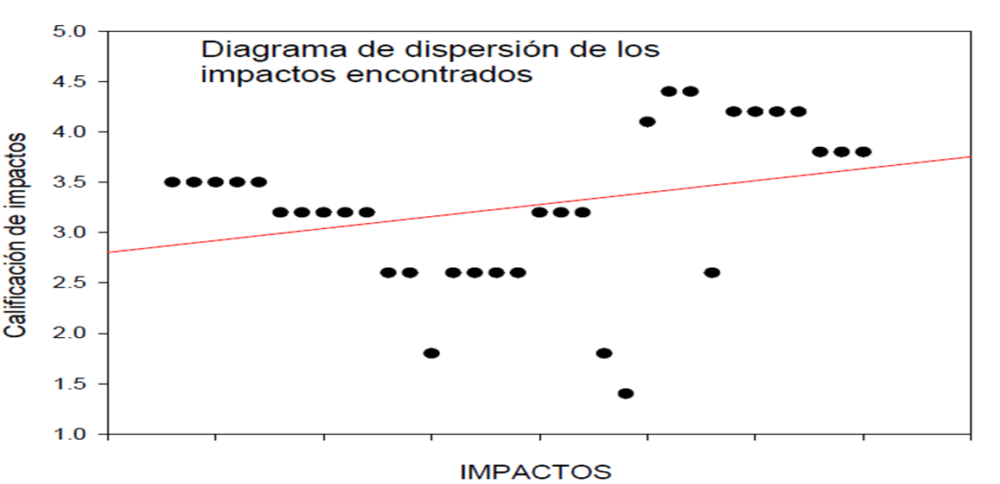 Diagrama de dispersión de los
impactos encontrados
Calificación de impactos
5.0
4.5
4.0
3.5
3.0
2.5
2.0
1.5
1.0
IMPACTOS